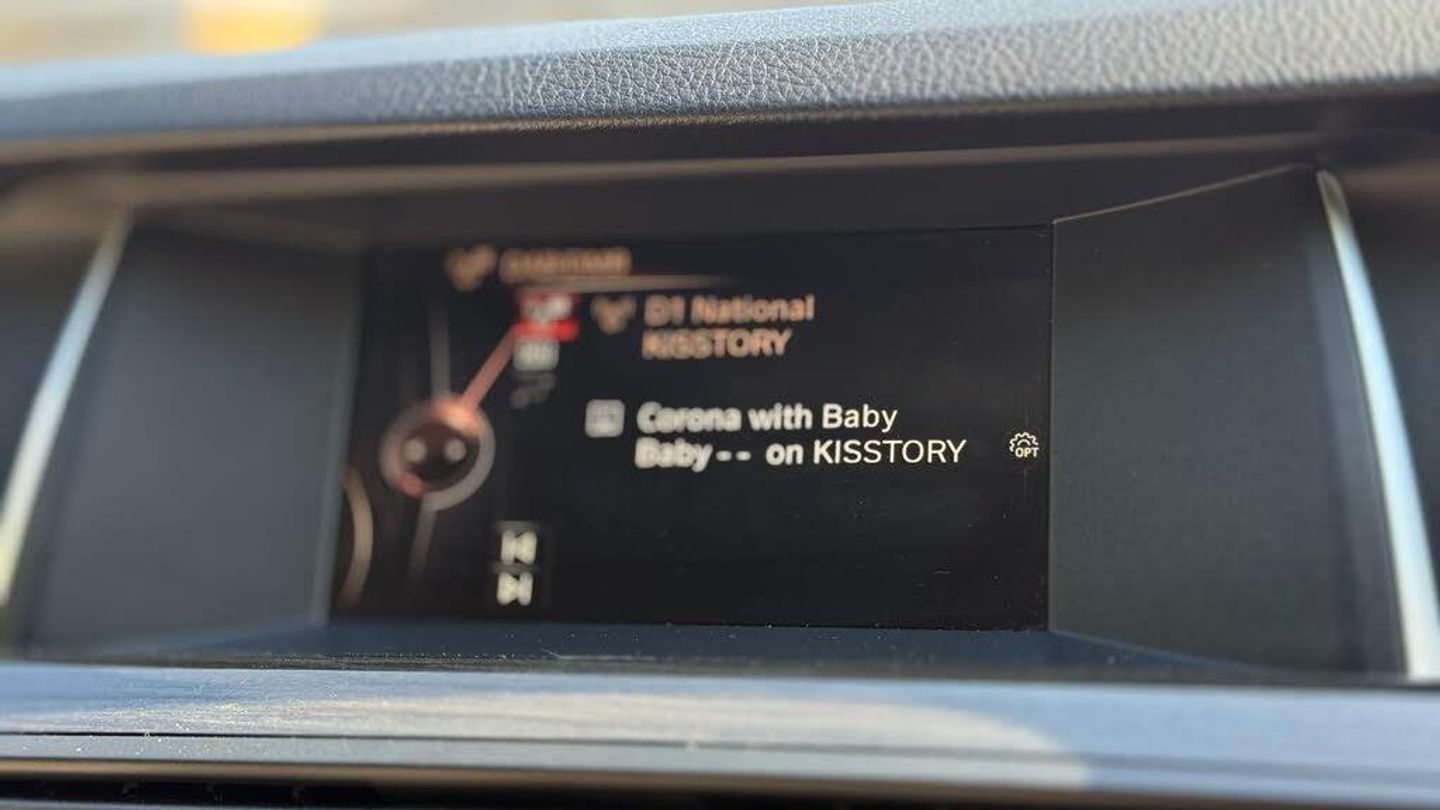 D1 National
KISSTORY
Corona with Baby
Baby-- on KISSTORY
OPT